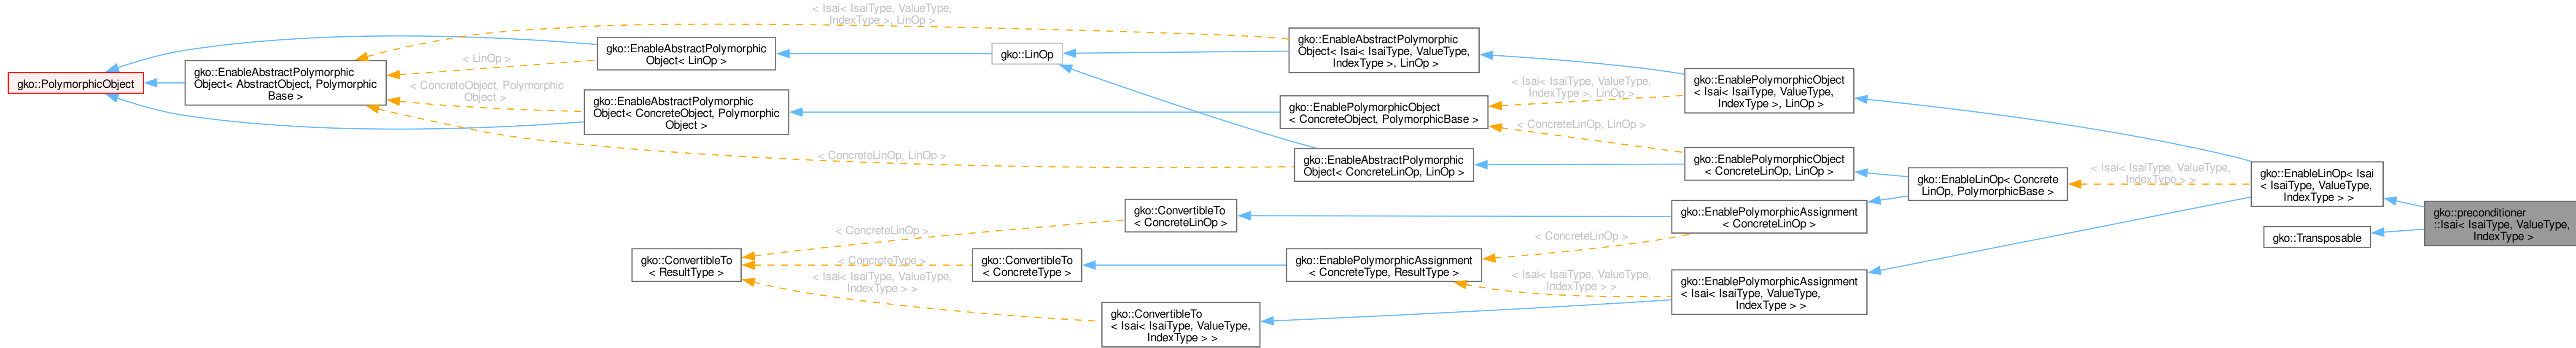 gko::PolymorphicObject
gko::EnableAbstractPolymorphic
Object< AbstractObject, Polymorphic
Base >
gko::EnableAbstractPolymorphic
Object< LinOp >
gko::EnableAbstractPolymorphic
Object< ConcreteObject, Polymorphic
Object >
< LinOp >
< ConcreteObject, Polymorphic
Object >
< Isai< IsaiType, ValueType,
IndexType >, LinOp >
< ConcreteLinOp, LinOp >
gko::LinOp
gko::EnableAbstractPolymorphic
Object< Isai< IsaiType, ValueType,
IndexType >, LinOp >
gko::EnablePolymorphicObject
< ConcreteObject, PolymorphicBase >
gko::EnableAbstractPolymorphic
Object< ConcreteLinOp, LinOp >
< Isai< IsaiType, ValueType,
IndexType >, LinOp >
< ConcreteLinOp, LinOp >
gko::EnablePolymorphicObject
< Isai< IsaiType, ValueType,
IndexType >, LinOp >
gko::EnablePolymorphicObject
< ConcreteLinOp, LinOp >
gko::EnableLinOp< Concrete
LinOp, PolymorphicBase >
< Isai< IsaiType, ValueType,
IndexType > >
gko::EnableLinOp< Isai
< IsaiType, ValueType,
IndexType > >
gko::preconditioner
::Isai< IsaiType, ValueType,
IndexType >
gko::Transposable
gko::ConvertibleTo
< ResultType >
< ConcreteLinOp >
< ConcreteType >
< Isai< IsaiType, ValueType,
IndexType > >
gko::ConvertibleTo
< ConcreteLinOp >
gko::ConvertibleTo
< ConcreteType >
gko::ConvertibleTo
< Isai< IsaiType, ValueType,
IndexType > >
gko::EnablePolymorphicAssignment
< ConcreteType, ResultType >
< ConcreteLinOp >
< Isai< IsaiType, ValueType,
IndexType > >
gko::EnablePolymorphicAssignment
< ConcreteLinOp >
gko::EnablePolymorphicAssignment
< Isai< IsaiType, ValueType,
IndexType > >